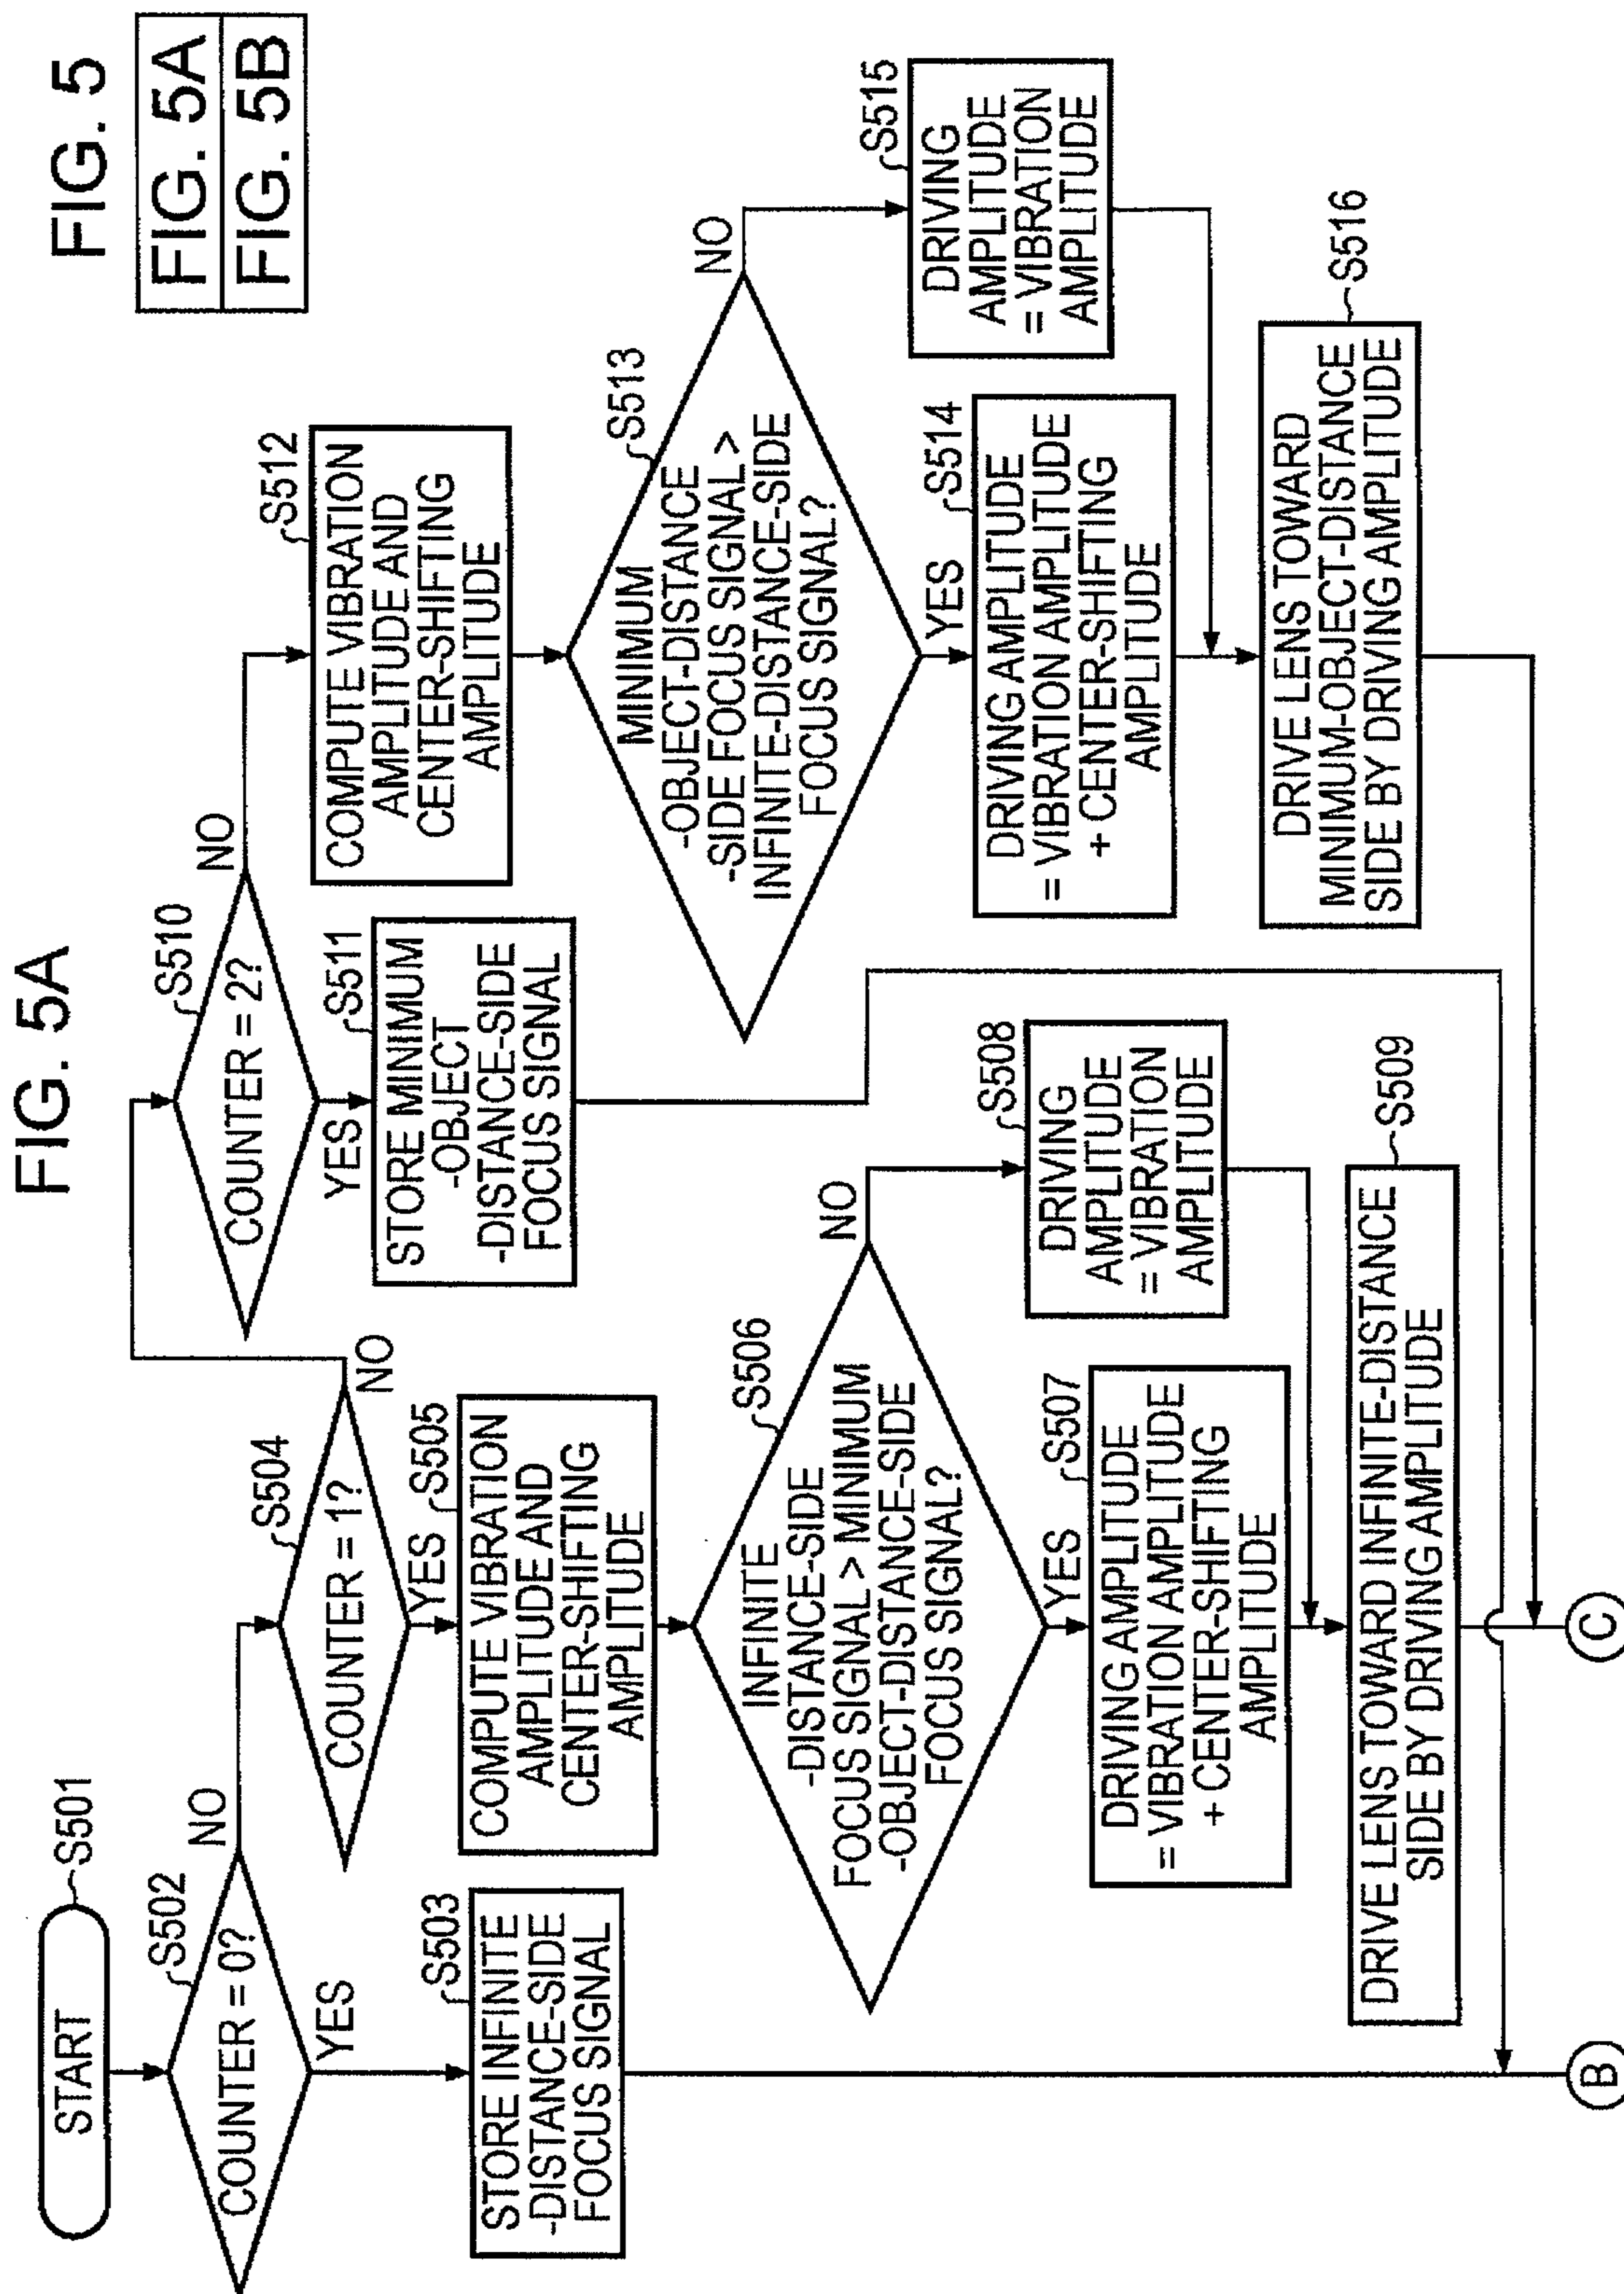 FIG. 5
FIG. 5A
FIG. 5B
FIG. 5A
START
S501
S502
COUNTER = 0?
NO
YES
S503
STORE INFINITE
-DISTANCE-SIDE
FOCUS SIGNAL
S504
COUNTER = 1?
NO
YES
S505
COMPUTE VIBRATION
AMPLITUDE AND
CENTER-SHIFTING
AMPLITUDE
S506
INFINITE
-DISTANCE-SIDE
FOCUS SIGNAL > MINIMUM
-OBJECT-DISTANCE-SIDE
FOCUS SIGNAL?
NO
YES
S507
DRIVING AMPLITUDE
= VIBRATION AMPLITUDE
+ CENTER-SHIFTING
AMPLITUDE
S508
DRIVING
AMPLITUDE
= VIBRATION
AMPLITUDE
S509
DRIVE LENS TOWARD INFINITE-DISTANCE
SIDE BY DRIVING AMPLITUDE
S510
COUNTER = 2?
NO
YES
S511
STORE MINIMUM
-OBJECT
-DISTANCE-SIDE
FOCUS SIGNAL
S512
COMPUTE VIBRATION
AMPLITUDE AND
CENTER-SHIFTING
AMPLITUDE
S513
MINIMUM
-OBJECT-DISTANCE
-SIDE FOCUS SIGNAL >
INFINITE-DISTANCE-SIDE
FOCUS SIGNAL?
NO
YES
S514
DRIVING AMPLITUDE
= VIBRATION AMPLITUDE
+ CENTER-SHIFTING
AMPLITUDE
S515
DRIVING
AMPLITUDE
= VIBRATION
AMPLITUDE
S516
DRIVE LENS TOWARD
MINIMUM-OBJECT-DISTANCE
SIDE BY DRIVING AMPLITUDE
B
C